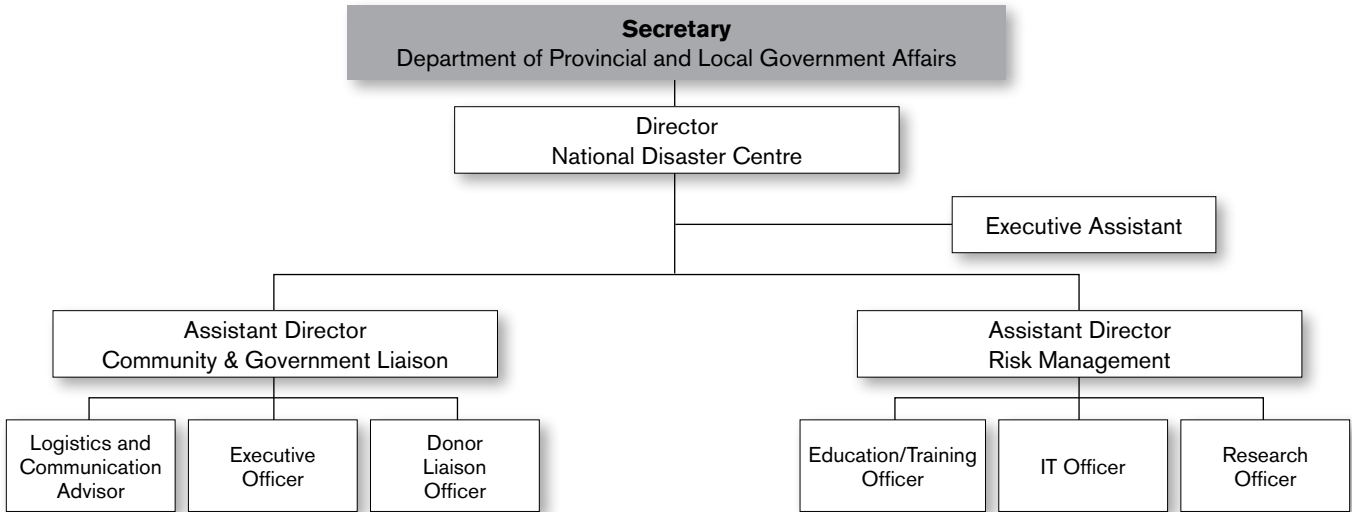 Secretary
Department of Provincial and Local Government Affairs
Director
National Disaster Centre
Executive Assistant
Assistant Director
Community & Government Liaison
Assistant Director
Risk Management
Logistics and
Communication
Advisor
Executive
Officer
Donor
Liaison
Officer
Education/Training
Officer
IT Officer
Research
Officer